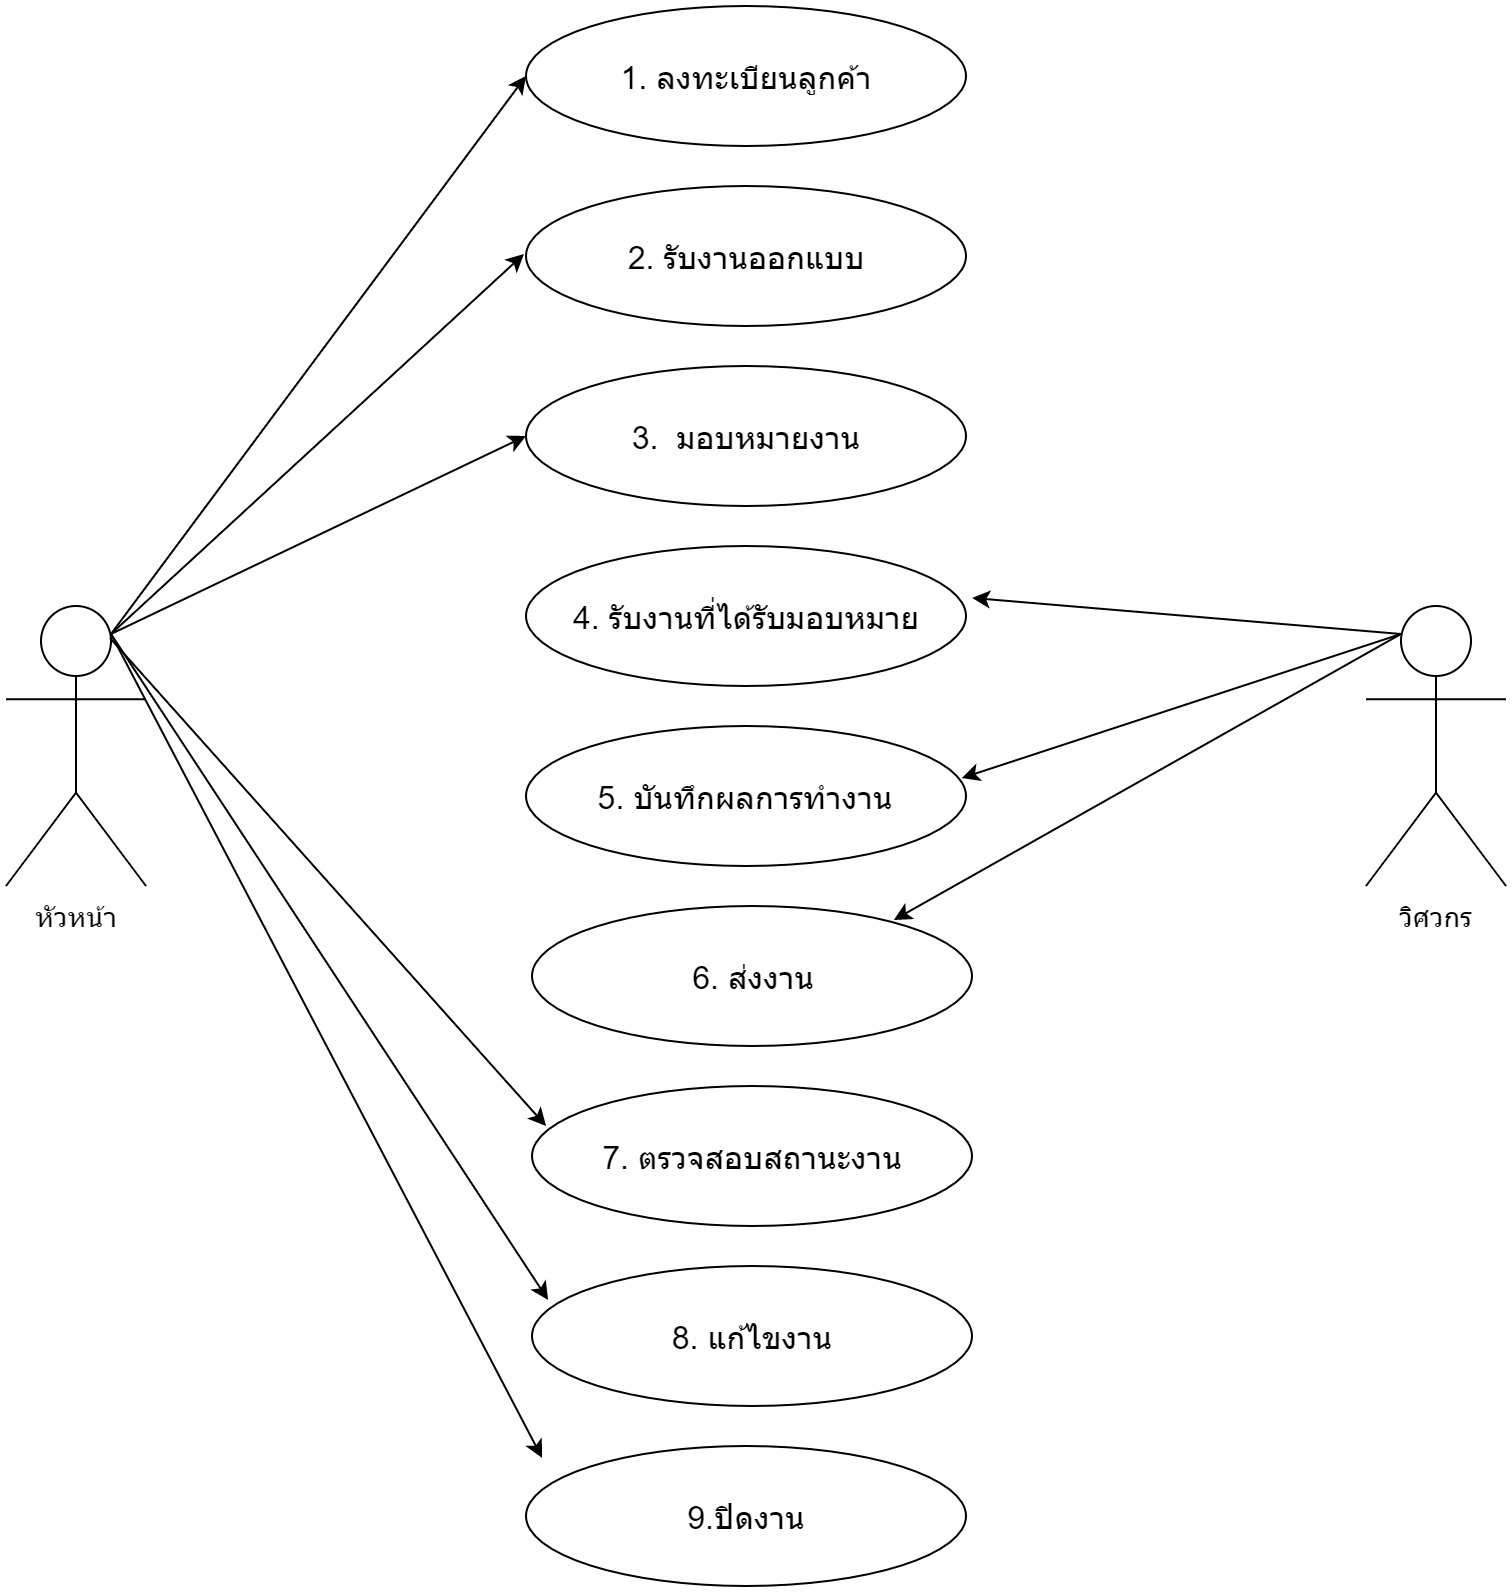 1. ลงทะเบียนลูกค้า
2. รับงานออกแบบ
3.  มอบหมายงาน
4. รับงานที่ได้รับมอบหมาย
5. บันทึกผลการทำงาน
หัวหน้า
วิศวกร
6. ส่งงาน
7. ตรวจสอบสถานะงาน
8. แก้ไขงาน
9.ปิดงาน